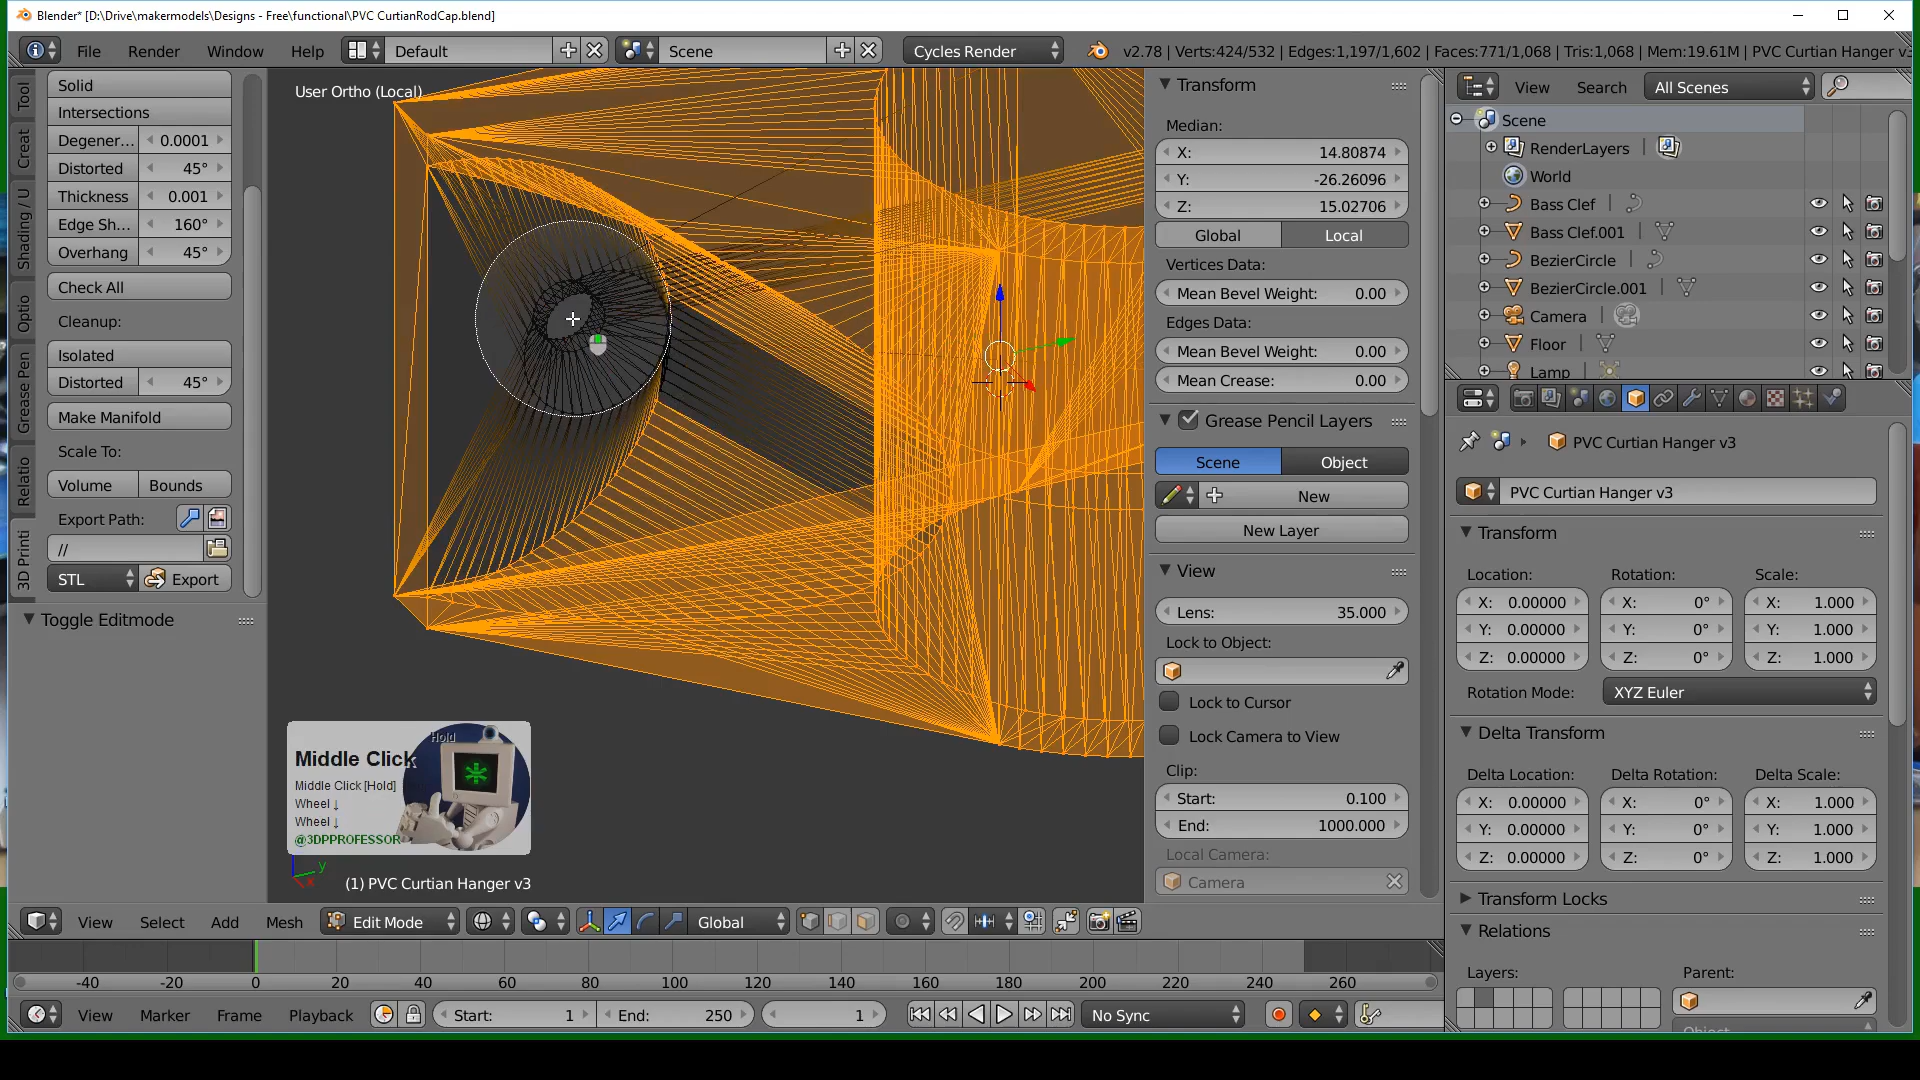 Blender* [D:\Drive\makermodels\Designs - Free\functional\PVC CurtianRodCap.blend]
File Render Window Help Default Scene Cycles Render v2.78 | Verts:424/532 | Edges:1,197/1,602 | Faces:771/1,068 | Tris:1,068 | Mem:19.61M | PVC Curtian Hanger v3
Tool
Creat
Shading / U
Optio
Grease Pen
Relatio
3D Printi
Solid
Intersections
Degener... 0.0001
Distorted 45°
Thickness 0.001
Edge Sh... 160°
Overhang 45°
Check All
Cleanup:
Isolated
Distorted 45°
Make Manifold
Scale To:
Volume Bounds
Export Path:
//
STL Export
Toggle Editmode
User Ortho (Local)
Hold
Middle Click
Middle Click [Hold]
Wheel ↓
Wheel ↓
@3DPPROFESSOR
y
x
(1) PVC Curtian Hanger v3
Transform
Median:
X: 14.80874
Y: -26.26096
Z: 15.02706
Global Local
Vertices Data:
Mean Bevel Weight: 0.00
Edges Data:
Mean Bevel Weight: 0.00
Mean Crease: 0.00
Grease Pencil Layers
Scene Object
New
New Layer
View
Lens: 35.000
Lock to Object:
Lock to Cursor
Lock Camera to View
Clip:
Start: 0.100
End: 1000.000
Local Camera:
Camera
View Search All Scenes
Scene
RenderLayers
World
Bass Clef
Bass Clef.001
BezierCircle
BezierCircle.001
Camera
Floor
Lamp
PVC Curtian Hanger v3
PVC Curtian Hanger v3
Transform
Location: Rotation: Scale:
X: 0.00000 X: 0° X: 1.000
Y: 0.00000 Y: 0° Y: 1.000
Z: 0.00000 Z: 0° Z: 1.000
Rotation Mode: XYZ Euler
Delta Transform
Delta Location: Delta Rotation: Delta Scale:
X: 0.00000 X: 0° X: 1.000
Y: 0.00000 Y: 0° Y: 1.000
Z: 0.00000 Z: 0° Z: 1.000
Transform Locks
Relations
Layers: Parent:
Object
View Select Add Mesh Edit Mode Global
-40 -20 0 20 40 60 80 100 120 140 160 180 200 220 240 260
View Marker Frame Playback Start: 1 End: 250 1 No Sync